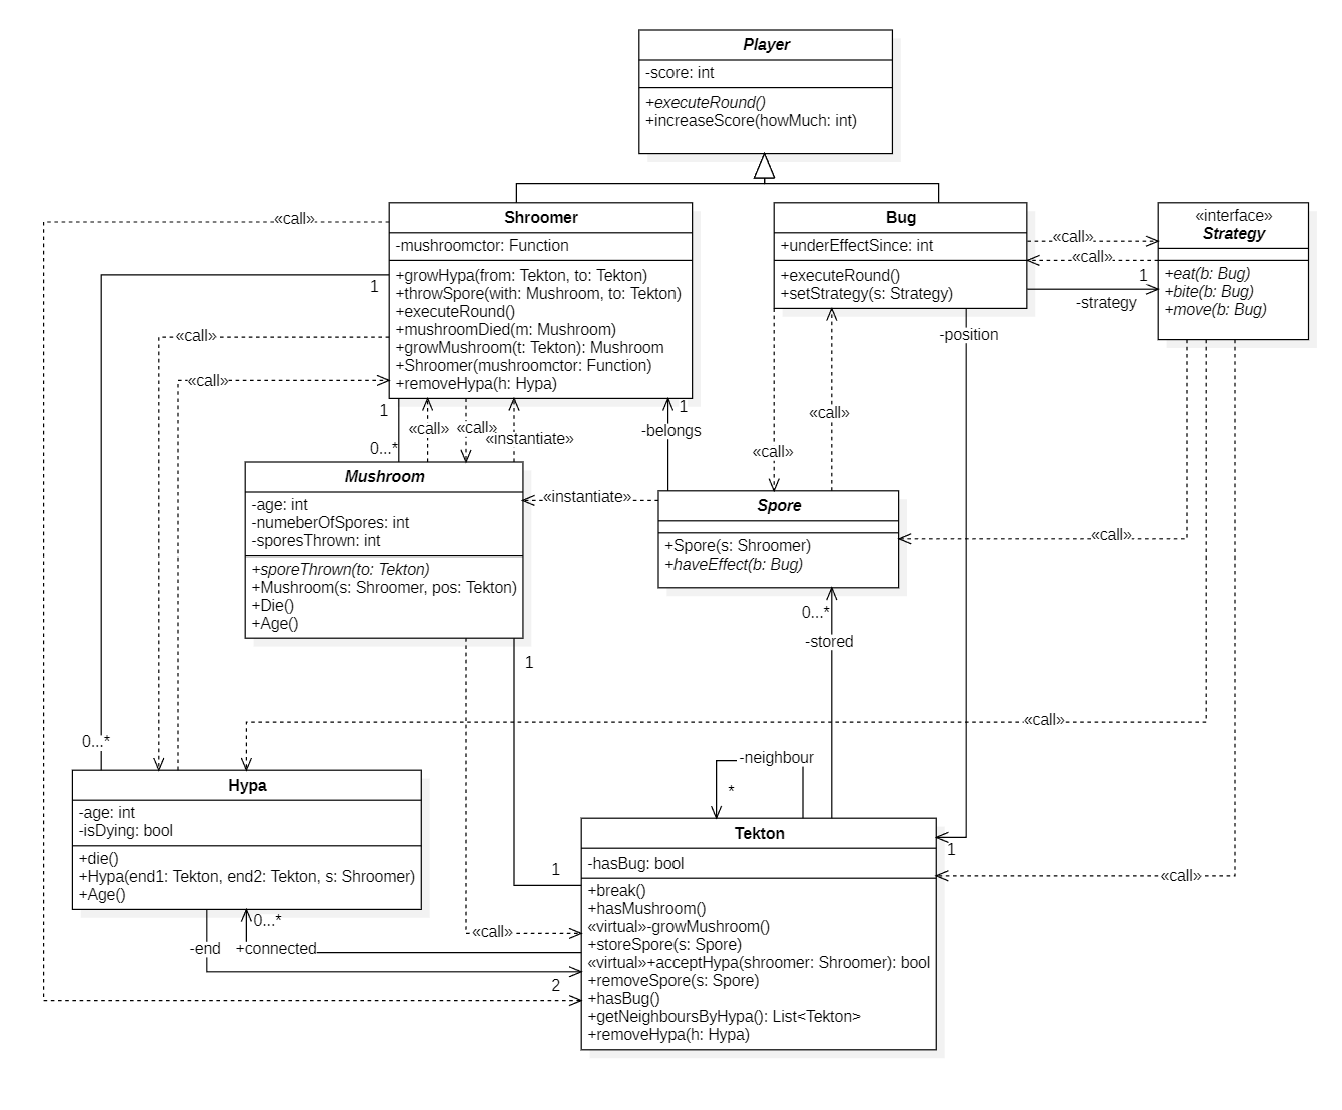 Player
-score: int
+executeRound()
+increaseScore(howMuch: int)
«call»
Shroomer
-mushroomctor: Function
+growHypa(from: Tekton, to: Tekton)
+throwSpore(with: Mushroom, to: Tekton)
+executeRound()
+mushroomDied(m: Mushroom)
+growMushroom(t: Tekton): Mushroom
+Shroomer(mushroomctor: Function)
+removeHypa(h: Hypa)
Bug
+underEffectSince: int
+executeRound()
+setStrategy(s: Strategy)
«call»
«call»
1
-strategy
«interface»
Strategy
+eat(b: Bug)
+bite(b: Bug)
+move(b: Bug)
1
«call»
«call»
-position
1
0...*
«call»
«call»
«instantiate»
1
-belongs
«call»
«call»
Mushroom
-age: int
-numeberOfSpores: int
-sporesThrown: int
+sporeThrown(to: Tekton)
+Mushroom(s: Shroomer, pos: Tekton)
+Die()
+Age()
«instantiate»
Spore
+Spore(s: Shroomer)
+haveEffect(b: Bug)
«call»
0...*
-stored
1
«call»
0...*
-neighbour
*
Hypa
-age: int
-isDying: bool
+die()
+Hypa(end1: Tekton, end2: Tekton, s: Shroomer)
+Age()
1
1
«call»
0...*
-end
+connected
«call»
2
Tekton
-hasBug: bool
+break()
+hasMushroom()
«virtual»-growMushroom()
+storeSpore(s: Spore)
«virtual»+acceptHypa(shroomer: Shroomer): bool
+removeSpore(s: Spore)
+hasBug()
+getNeighboursByHypa(): List<Tekton>
+removeHypa(h: Hypa)